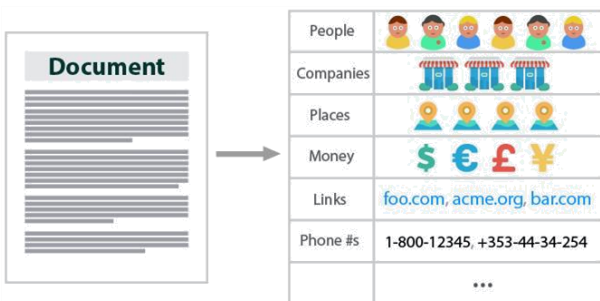 Document
People
Companies
Places
Money $ € £ ¥
Links foo.com, acme.org, bar.com
Phone #s 1-800-12345, +353-44-34-254
...